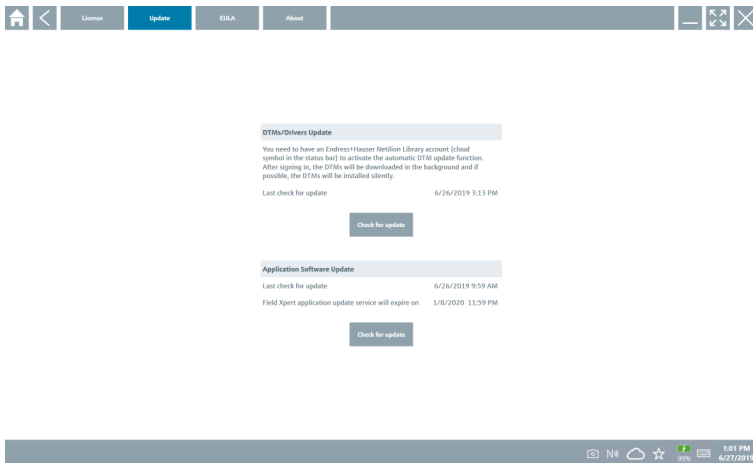 License Update EULA About
DTMs/Drivers Update
You need to have an Endress+Hauser Netilion Library account (cloud
symbol in the status bar) to activate the automatic DTM update function.
After signing in, the DTMs will be downloaded in the background and if
possible, the DTMs will be installed silently.
Last check for update 6/26/2019 3:13 PM
Check for update
Application Software Update
Last check for update 6/26/2019 9:59 AM
Field Xpert application update service will expire on 1/8/2020 11:59 PM
Check for update
99% 1:01 PM
6/27/2019